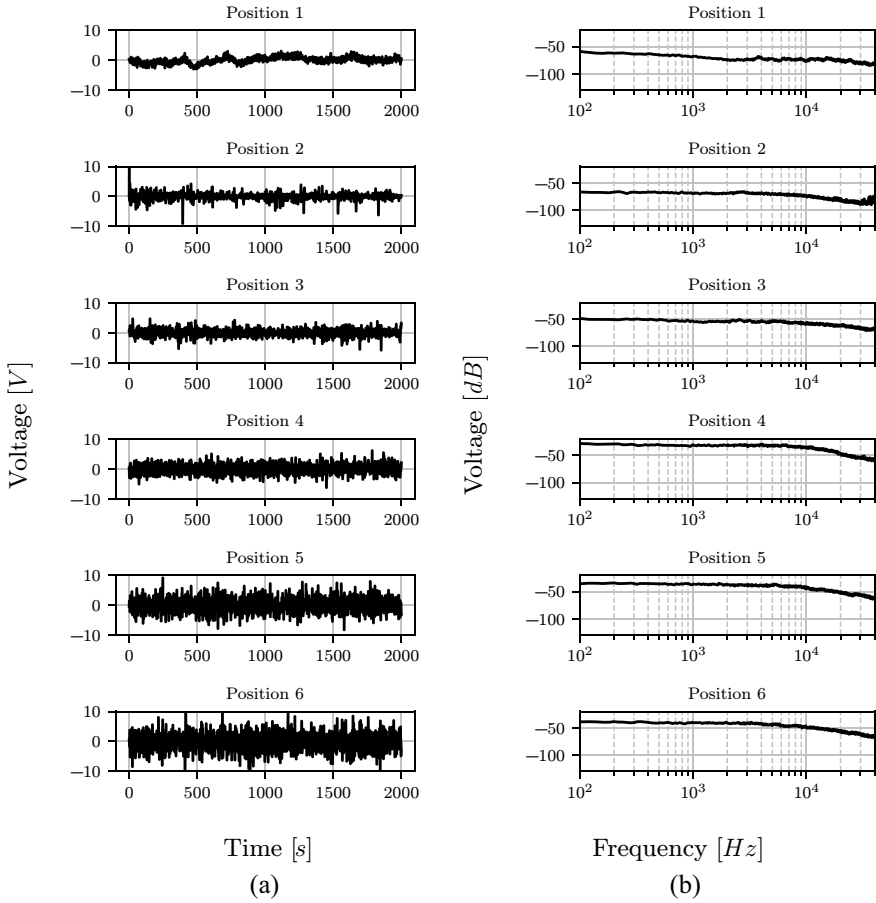 Position 1
10
0
−10
0 500 1000 1500 2000
Position 2
10
0
−10
0 500 1000 1500 2000
Position 3
10
0
−10
0 500 1000 1500 2000
Position 4
10
0
−10
0 500 1000 1500 2000
Position 5
10
0
−10
0 500 1000 1500 2000
Position 6
10
0
−10
0 500 1000 1500 2000
Voltage [V]
Time [s]
(a)
Position 1
−50
−100
10² 10³ 10⁴
Position 2
−50
−100
10² 10³ 10⁴
Position 3
−50
−100
10² 10³ 10⁴
Position 4
−50
−100
10² 10³ 10⁴
Position 5
−50
−100
10² 10³ 10⁴
Position 6
−50
−100
10² 10³ 10⁴
Voltage [dB]
Frequency [Hz]
(b)